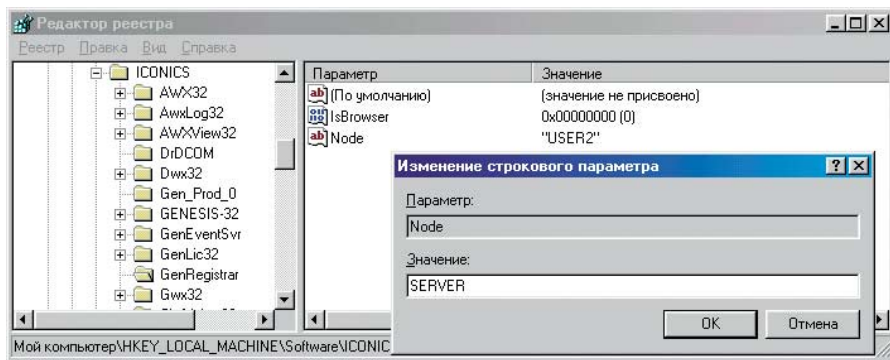 Редактор реестра
Реестр Правка Вид Справка
ICONICS
AWX32
AwxLog32
AWXView32
DrDCOM
Dwx32
Gen_Prod_0
GENESIS-32
GenEventSvr
GenLic32
GenRegistrar
Gwx32
Параметр Значение
(По умолчанию) (значение не присвоено)
IsBrowser 0x00000000 (0)
Node "USER2"
Изменение строкового параметра
Параметр:
Node
Значение:
SERVER
OK Отмена
Мой компьютер\HKEY_LOCAL_MACHINE\Software\ICONIC